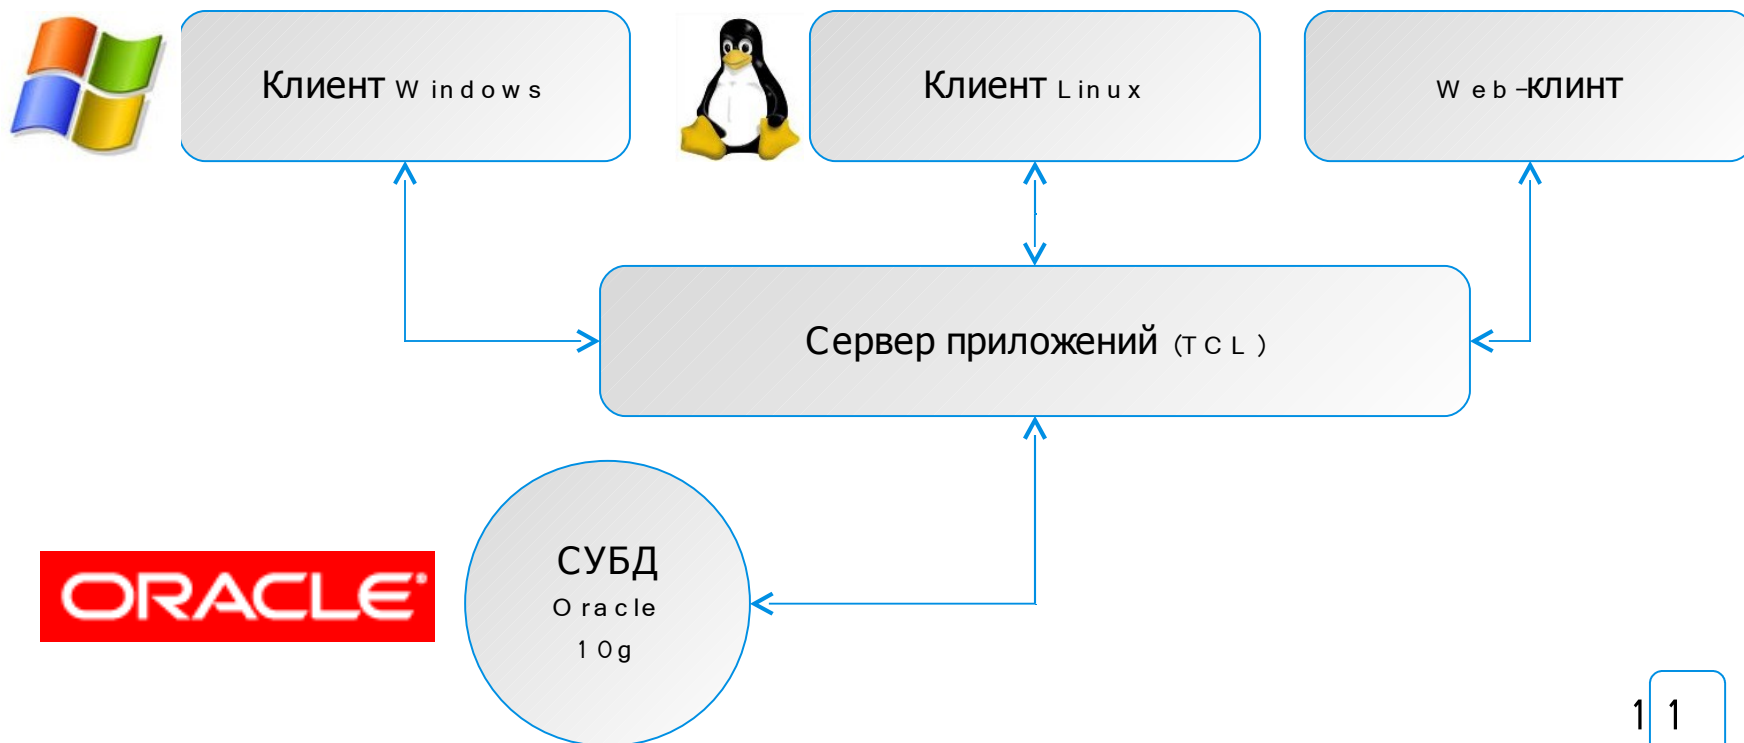 Клиент Windows
Клиент Linux
Web-клинт
Сервер приложений (TCL)
ORACLE®
СУБД
Oracle
10g
11